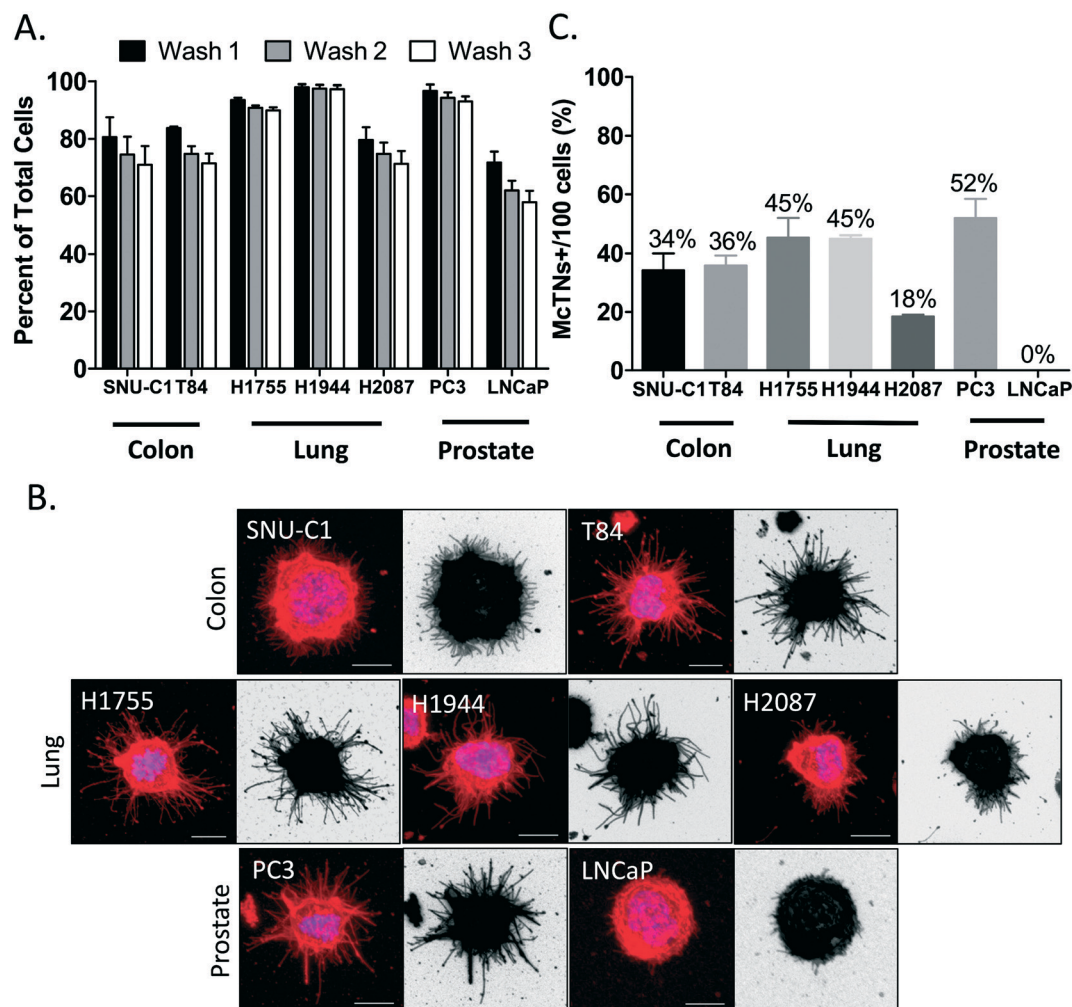 A.
Wash 1 Wash 2 Wash 3
Percent of Total Cells
100
80
60
40
20
0
SNU-C1 T84 H1755 H1944 H2087 PC3 LNCaP
Colon Lung Prostate
C.
McTNs+/100 cells (%)
100
80
60
40
20
0
34% 36% 45% 45% 18% 52% 0%
SNU-C1 T84 H1755 H1944 H2087 PC3 LNCaP
Colon Lung Prostate
B.
Colon
SNU-C1 T84
Lung
H1755 H1944 H2087
Prostate
PC3 LNCaP